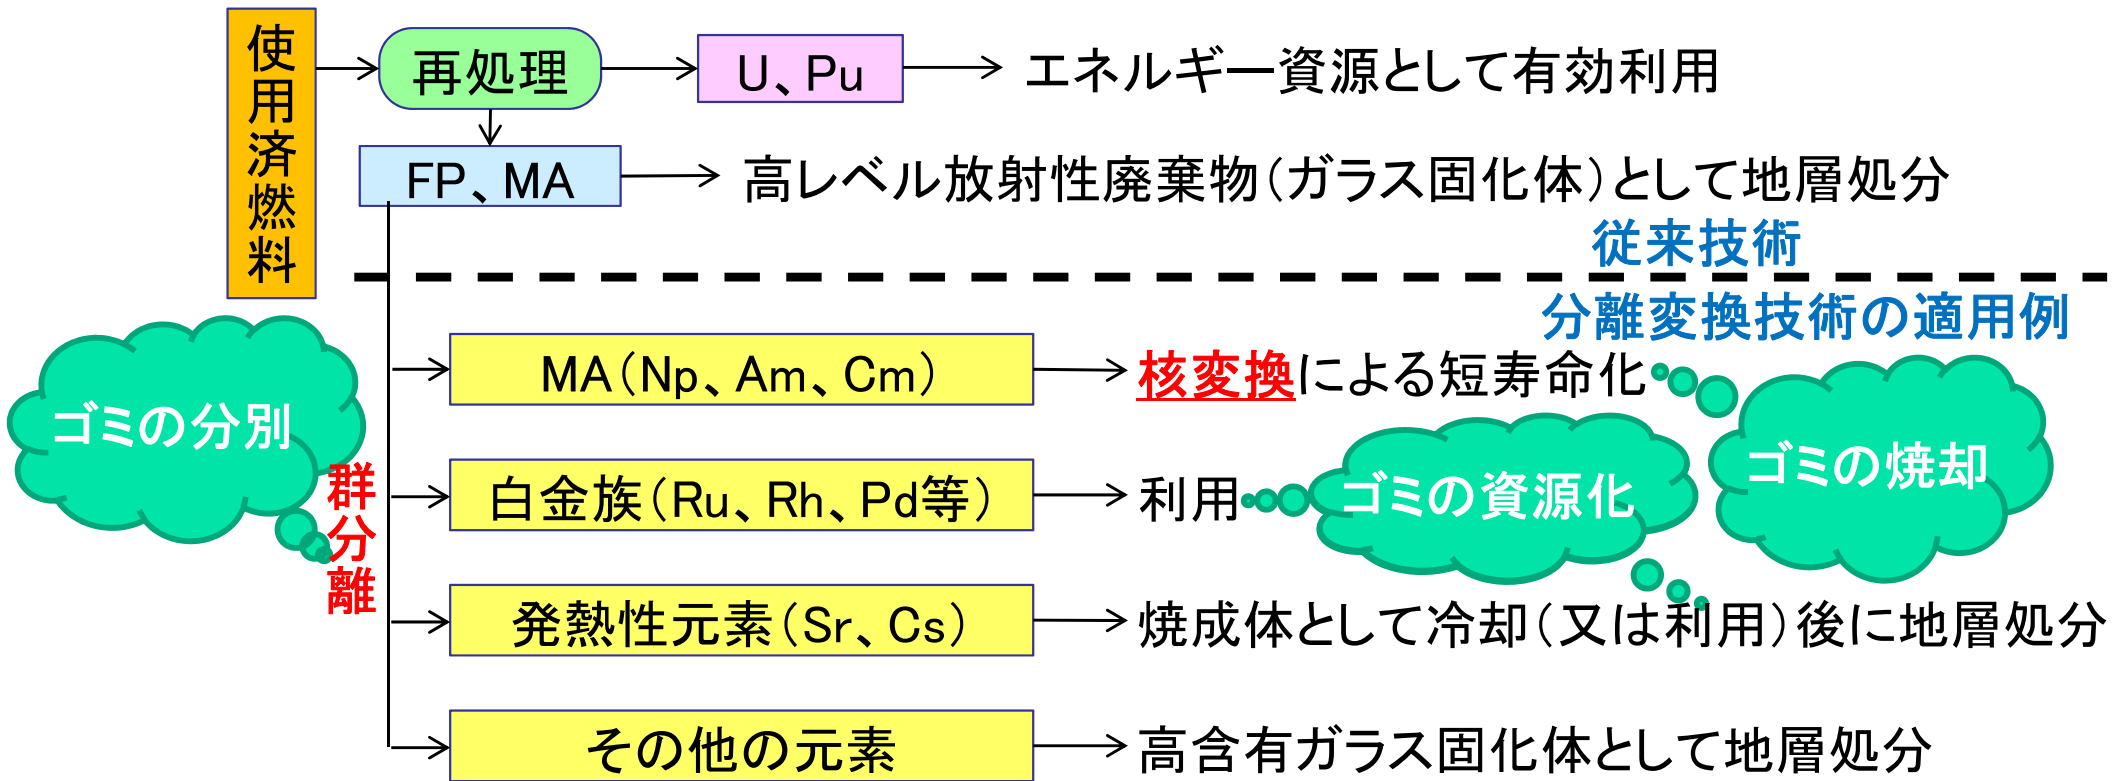 使用済燃料
再処理
U、Pu
エネルギー資源として有効利用
FP、MA
高レベル放射性廃棄物（ガラス固化体）として地層処分
従来技術
分離変換技術の適用例
MA（Np、Am、Cm）
核変換による短寿命化
ゴミの分別
ゴミの焼却
群分離
白金族（Ru、Rh、Pd等）
利用
ゴミの資源化
発熱性元素（Sr、Cs）
焼成体として冷却（又は利用）後に地層処分
その他の元素
高含有ガラス固化体として地層処分